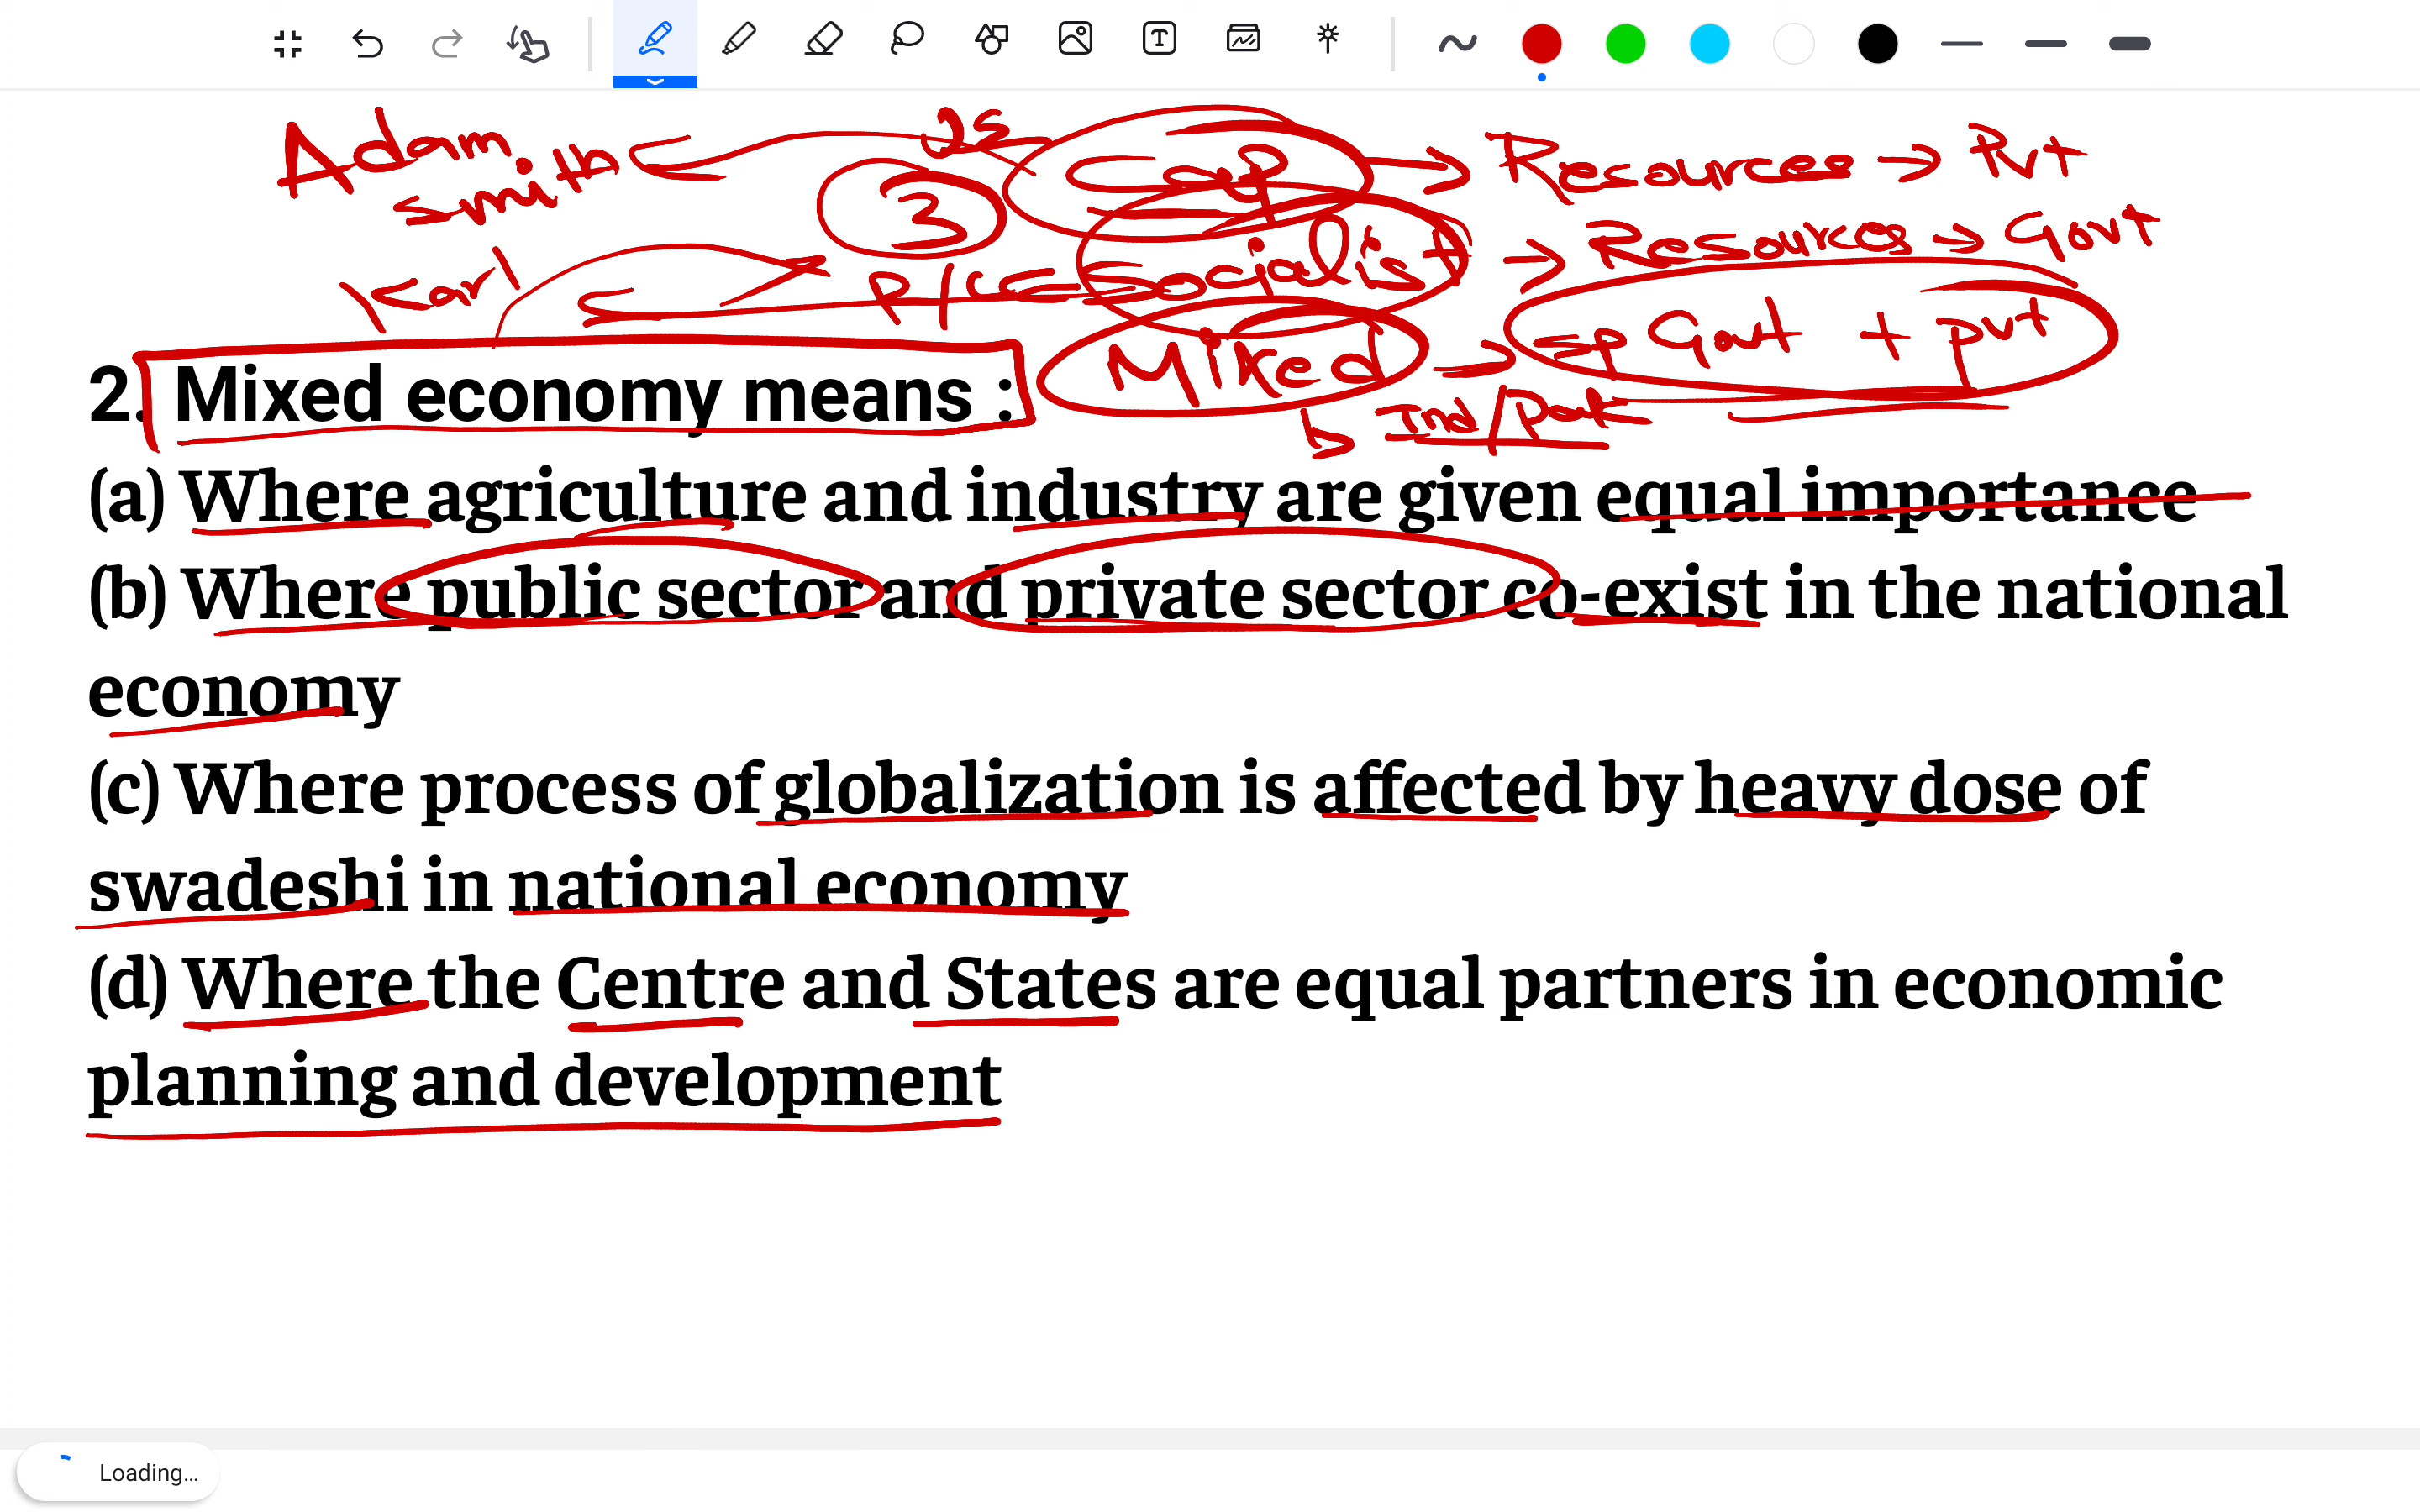 Adam
smith
US
3
Cap → Resources → Pvt
Karl
R/C
Socialist → Resources → Govt
Mixed → Govt + Pvt
Ind/Pak
2. Mixed economy means :
(a) Where agriculture and industry are given equal importance
(b) Where public sector and private sector co-exist in the national
economy
(c) Where process of globalization is affected by heavy dose of
swadeshi in national economy
(d) Where the Centre and States are equal partners in economic
planning and development
Loading...